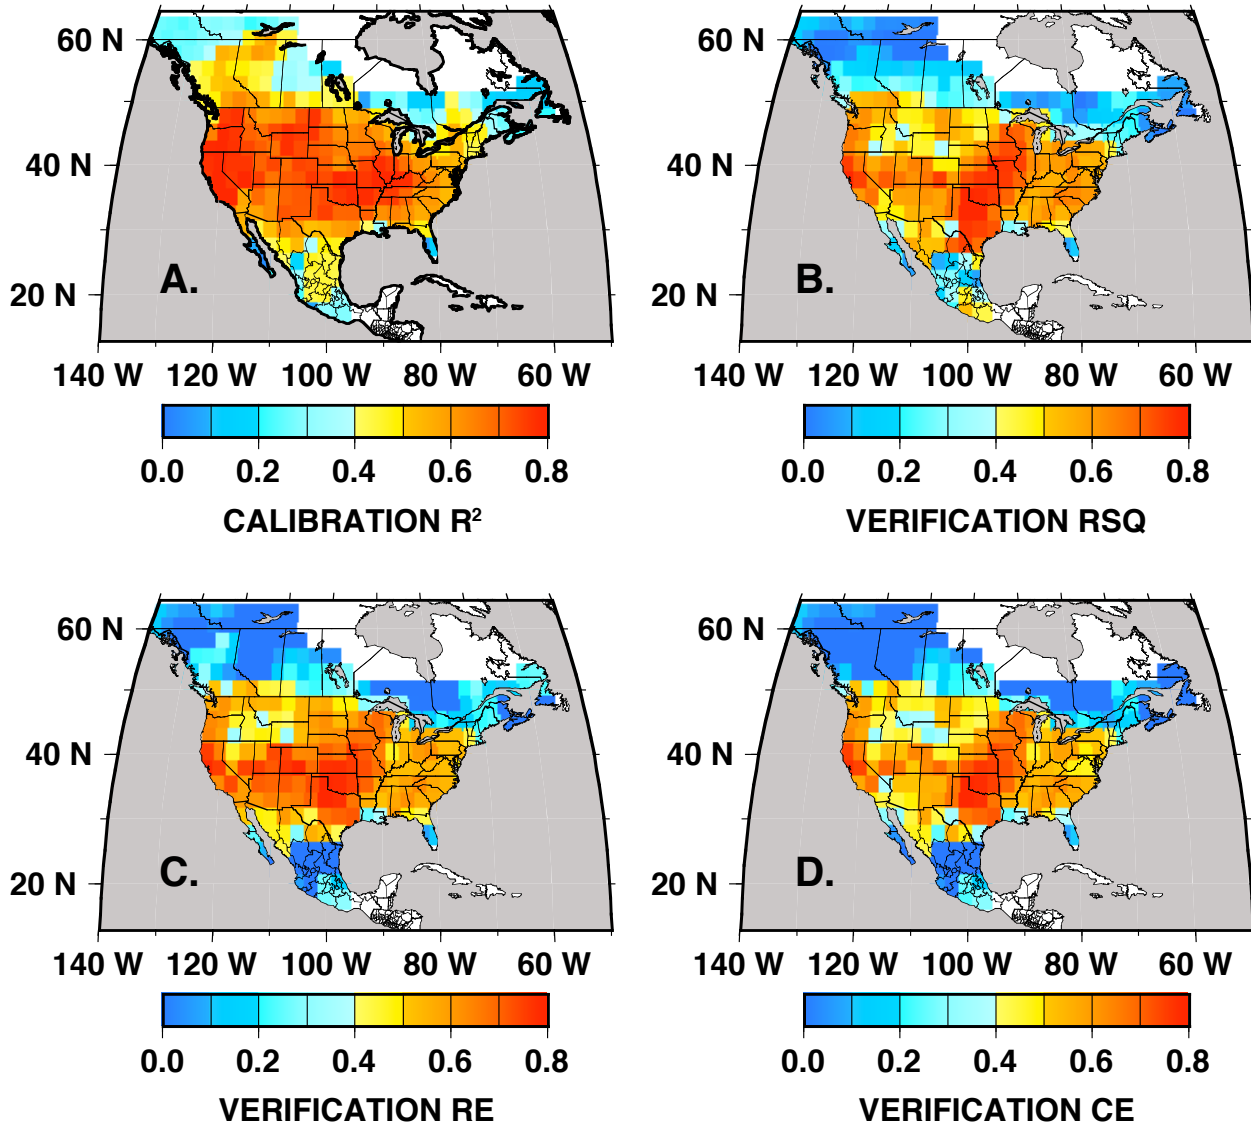 60 N
40 N
20 N
A.
140 W 120 W 100 W 80 W 60 W
0.0 0.2 0.4 0.6 0.8
CALIBRATION R²
60 N
40 N
20 N
B.
140 W 120 W 100 W 80 W 60 W
0.0 0.2 0.4 0.6 0.8
VERIFICATION RSQ
60 N
40 N
20 N
C.
140 W 120 W 100 W 80 W 60 W
0.0 0.2 0.4 0.6 0.8
VERIFICATION RE
60 N
40 N
20 N
D.
140 W 120 W 100 W 80 W 60 W
0.0 0.2 0.4 0.6 0.8
VERIFICATION CE